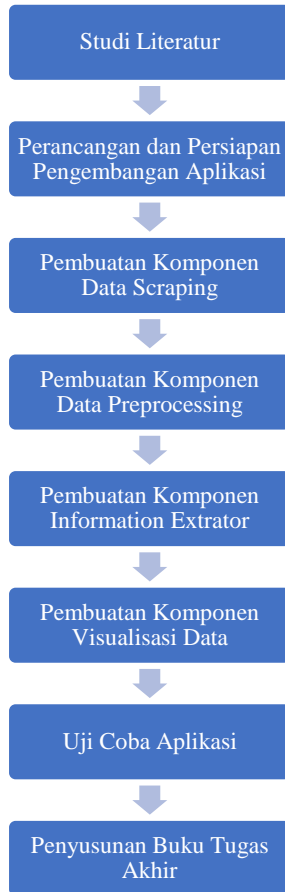 Studi Literatur
Perancangan dan Persiapan
Pengembangan Aplikasi
Pembuatan Komponen
Data Scraping
Pembuatan Komponen
Data Preprocessing
Pembuatan Komponen
Information Extrator
Pembuatan Komponen
Visualisasi Data
Uji Coba Aplikasi
Penyusunan Buku Tugas
Akhir